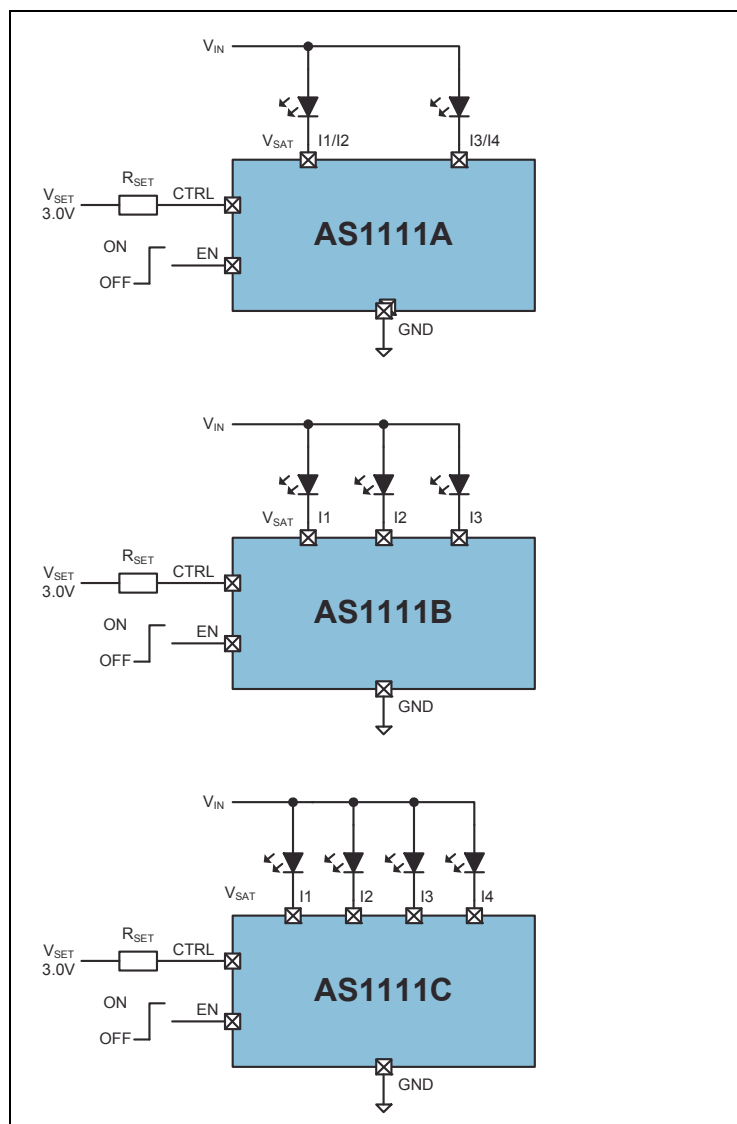 VIN
VSAT I1/I2 I3/I4
RSET
VSET CTRL
3.0V
AS1111A
ON
EN
OFF
GND
VIN
VSAT I1 I2 I3
RSET
VSET CTRL
3.0V
AS1111B
ON
EN
OFF
GND
VIN
VSAT I1 I2 I3 I4
RSET
VSET CTRL
3.0V
AS1111C
ON
EN
OFF
GND